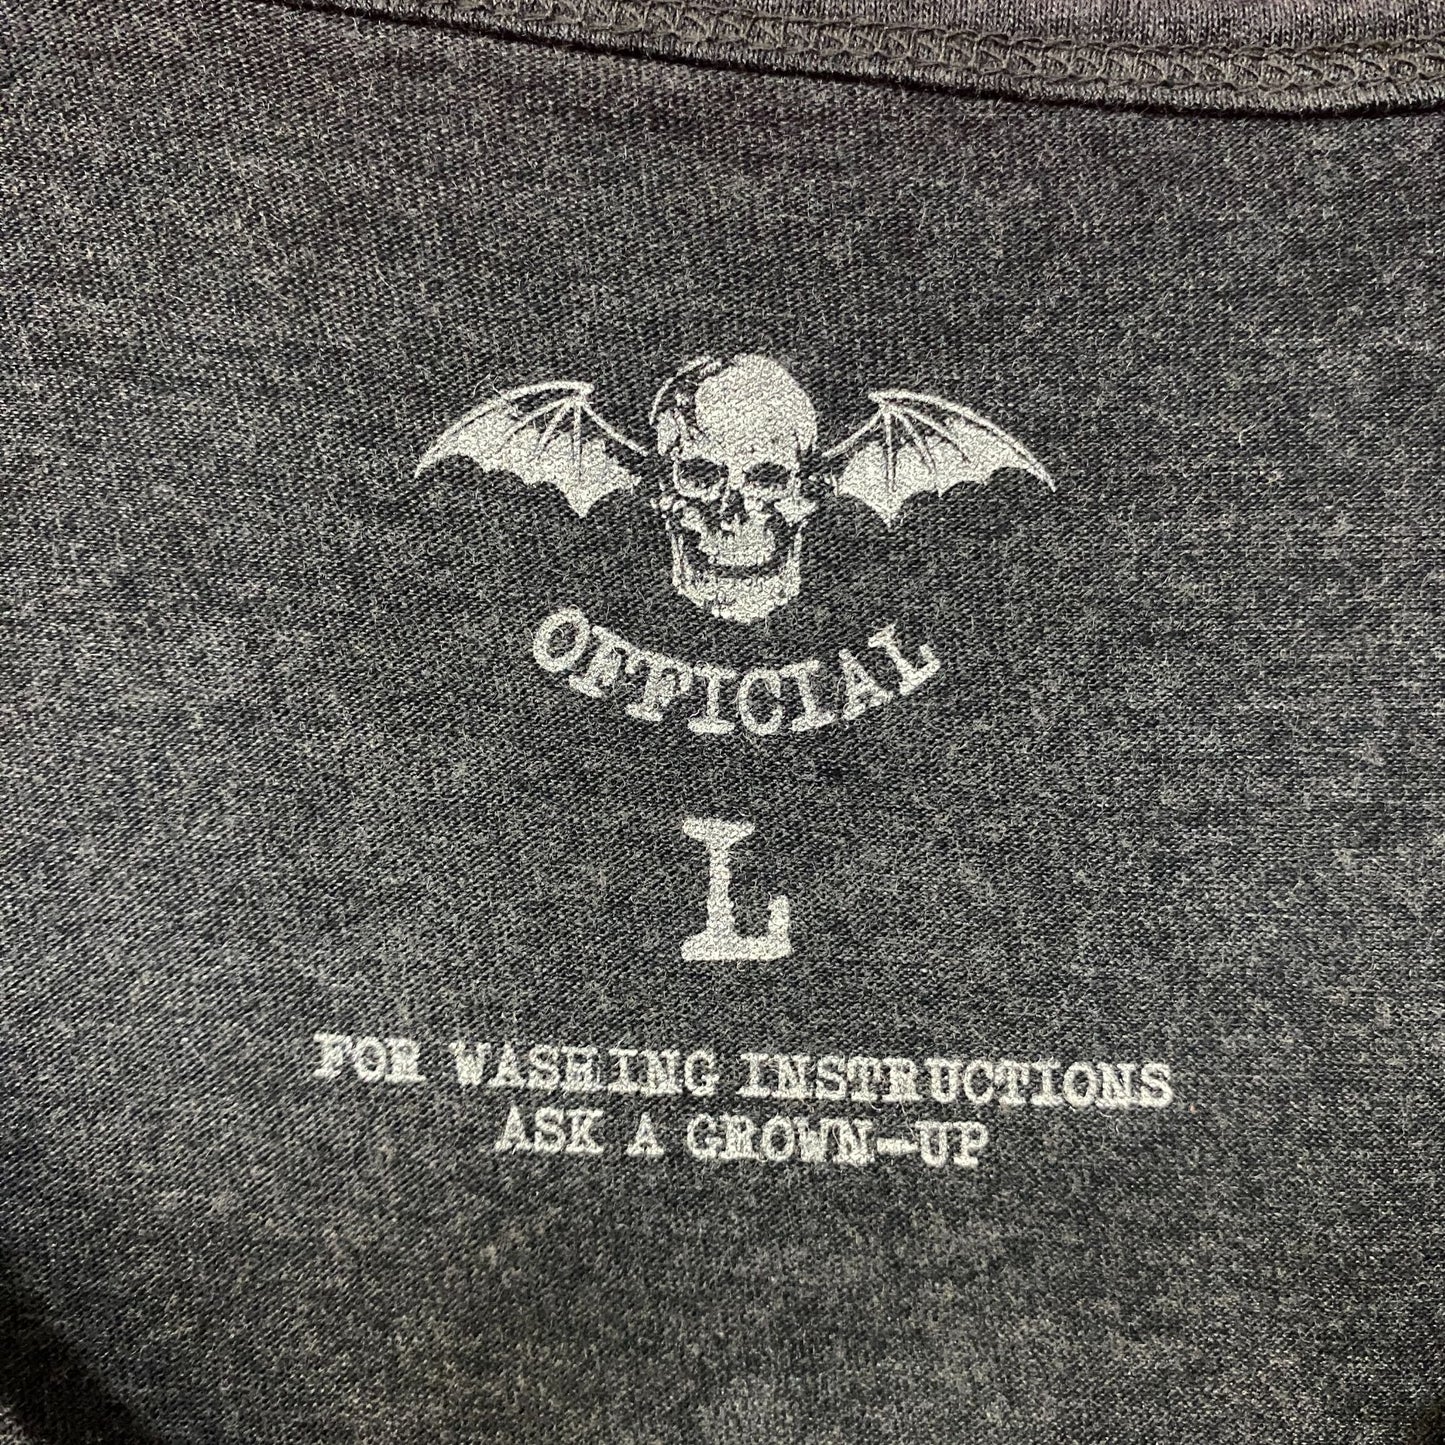 OFFICIAL
L
FOR WASHING INSTRUCTIONS
ASK A GROWN-UP